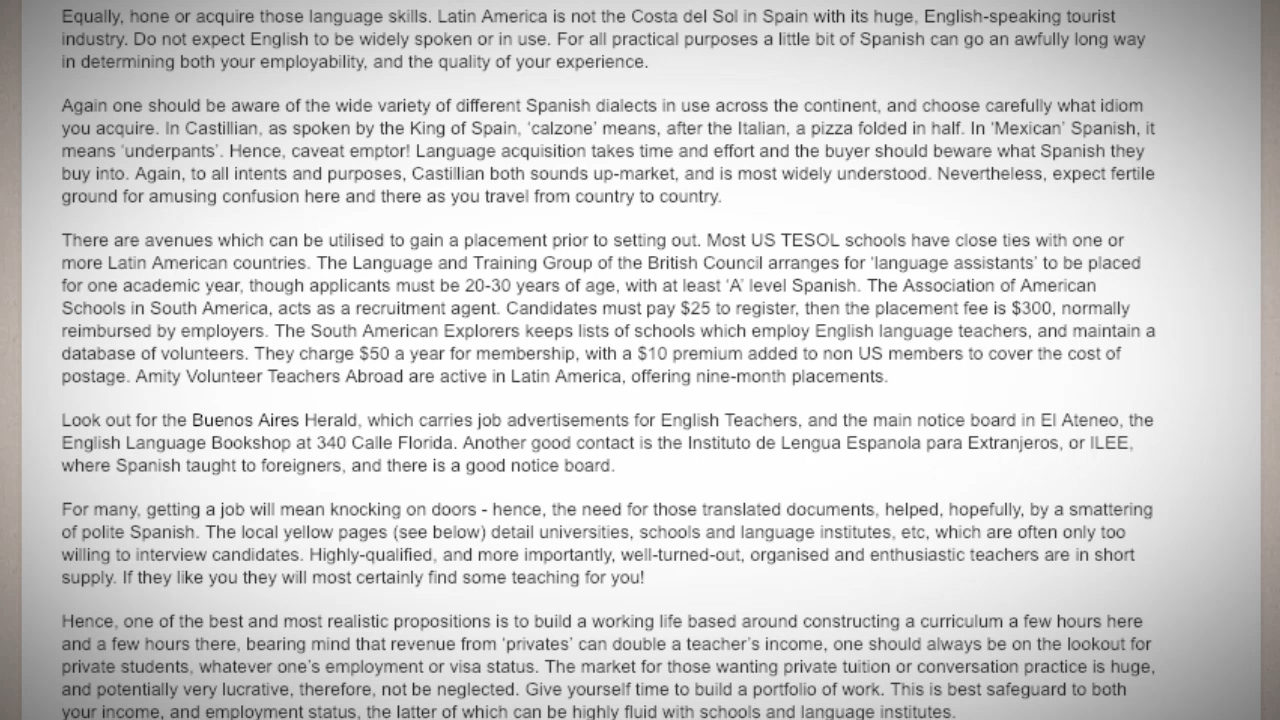 Equally, hone or acquire those language skills. Latin America is not the Costa del Sol in Spain with its huge, English-speaking tourist
industry. Do not expect English to be widely spoken or in use. For all practical purposes a little bit of Spanish can go an awfully long way
in determining both your employability, and the quality of your experience.
Again one should be aware of the wide variety of different Spanish dialects in use across the continent, and choose carefully what idiom
you acquire. In Castillian, as spoken by the King of Spain, ‘calzone’ means, after the Italian, a pizza folded in half. In ‘Mexican’ Spanish, it
means ‘underpants’. Hence, caveat emptor! Language acquisition takes time and effort and the buyer should beware what Spanish they
buy into. Again, to all intents and purposes, Castillian both sounds up-market, and is most widely understood. Nevertheless, expect fertile
ground for amusing confusion here and there as you travel from country to country.
There are avenues which can be utilised to gain a placement prior to setting out. Most US TESOL schools have close ties with one or
more Latin American countries. The Language and Training Group of the British Council arranges for ‘language assistants’ to be placed
for one academic year, though applicants must be 20-30 years of age, with at least ‘A’ level Spanish. The Association of American
Schools in South America, acts as a recruitment agent. Candidates must pay $25 to register, then the placement fee is $300, normally
reimbursed by employers. The South American Explorers keeps lists of schools which employ English language teachers, and maintain a
database of volunteers. They charge $50 a year for membership, with a $10 premium added to non US members to cover the cost of
postage. Amity Volunteer Teachers Abroad are active in Latin America, offering nine-month placements.
Look out for the Buenos Aires Herald, which carries job advertisements for English Teachers, and the main notice board in El Ateneo, the
English Language Bookshop at 340 Calle Florida. Another good contact is the Instituto de Lengua Espanola para Extranjeros, or ILEE,
where Spanish taught to foreigners, and there is a good notice board.
For many, getting a job will mean knocking on doors - hence, the need for those translated documents, helped, hopefully, by a smattering
of polite Spanish. The local yellow pages (see below) detail universities, schools and language institutes, etc, which are often only too
willing to interview candidates. Highly-qualified, and more importantly, well-turned-out, organised and enthusiastic teachers are in short
supply. If they like you they will most certainly find some teaching for you!
Hence, one of the best and most realistic propositions is to build a working life based around constructing a curriculum a few hours here
and a few hours there, bearing mind that revenue from ‘privates’ can double a teacher’s income, one should always be on the lookout for
private students, whatever one’s employment or visa status. The market for those wanting private tuition or conversation practice is huge,
and potentially very lucrative, therefore, not be neglected. Give yourself time to build a portfolio of work. This is best safeguard to both
your income, and employment status, the latter of which can be highly fluid with schools and language institutes.